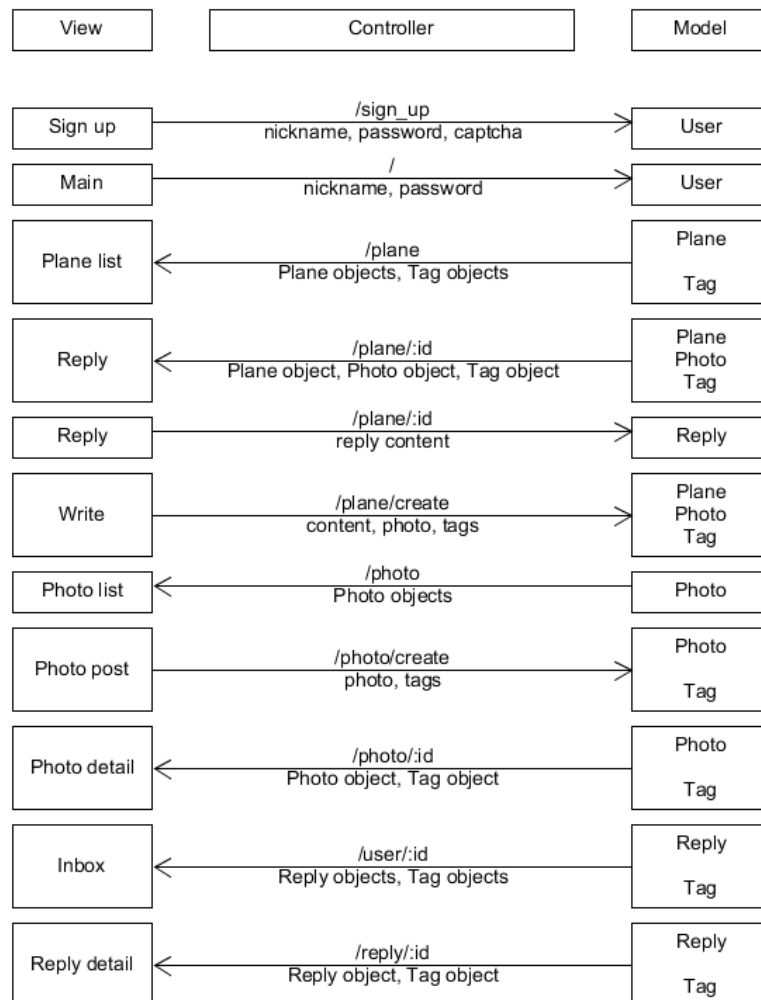 View
Controller
Model
Sign up
/sign_up
nickname, password, captcha
User
Main
/
nickname, password
User
Plane list
/plane
Plane objects, Tag objects
Plane
Tag
Reply
/plane/:id
Plane object, Photo object, Tag object
Plane
Photo
Tag
Reply
/plane/:id
reply content
Reply
Write
/plane/create
content, photo, tags
Plane
Photo
Tag
Photo list
/photo
Photo objects
Photo
Photo post
/photo/create
photo, tags
Photo
Tag
Photo detail
/photo/:id
Photo object, Tag object
Photo
Tag
Inbox
/user/:id
Reply objects, Tag objects
Reply
Tag
Reply detail
/reply/:id
Reply object, Tag object
Reply
Tag